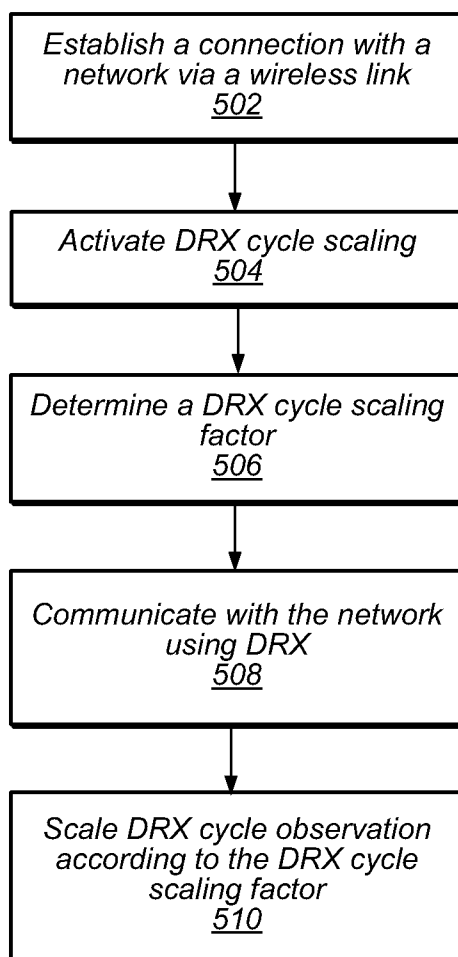 Establish a connection with a
network via a wireless link
502
Activate DRX cycle scaling
504
Determine a DRX cycle scaling
factor
506
Communicate with the network
using DRX
508
Scale DRX cycle observation
according to the DRX cycle
scaling factor
510